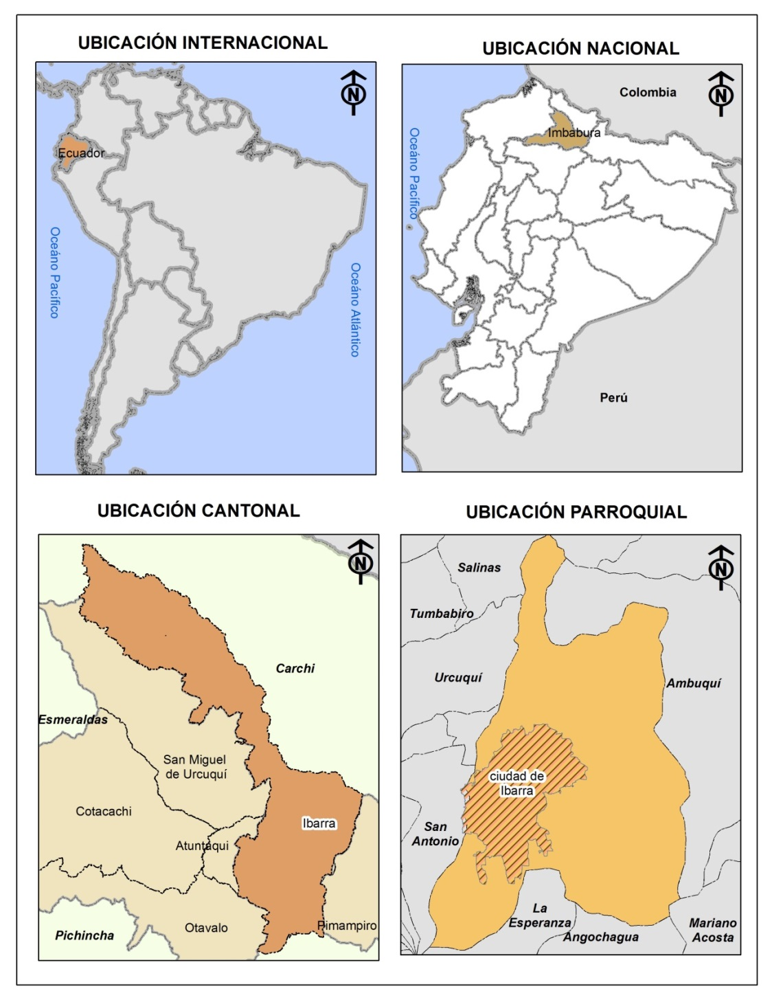 UBICACIÓN INTERNACIONAL
N
Ecuador
Oceáno Pacífico
Oceáno Atlántico
UBICACIÓN NACIONAL
Colombia
N
Imbabura
Oceáno Pacífico
Perú
UBICACIÓN CANTONAL
N
Carchi
Esmeraldas
San Miguel
de Urcuquí
Cotacachi
Ibarra
Atuntaqui
Otavalo
Pimampiro
Pichincha
UBICACIÓN PARROQUIAL
Salinas
N
Tumbabiro
Urcuquí
Ambuquí
ciudad de
Ibarra
San
Antonio
La
Esperanza
Angochagua
Mariano
Acosta